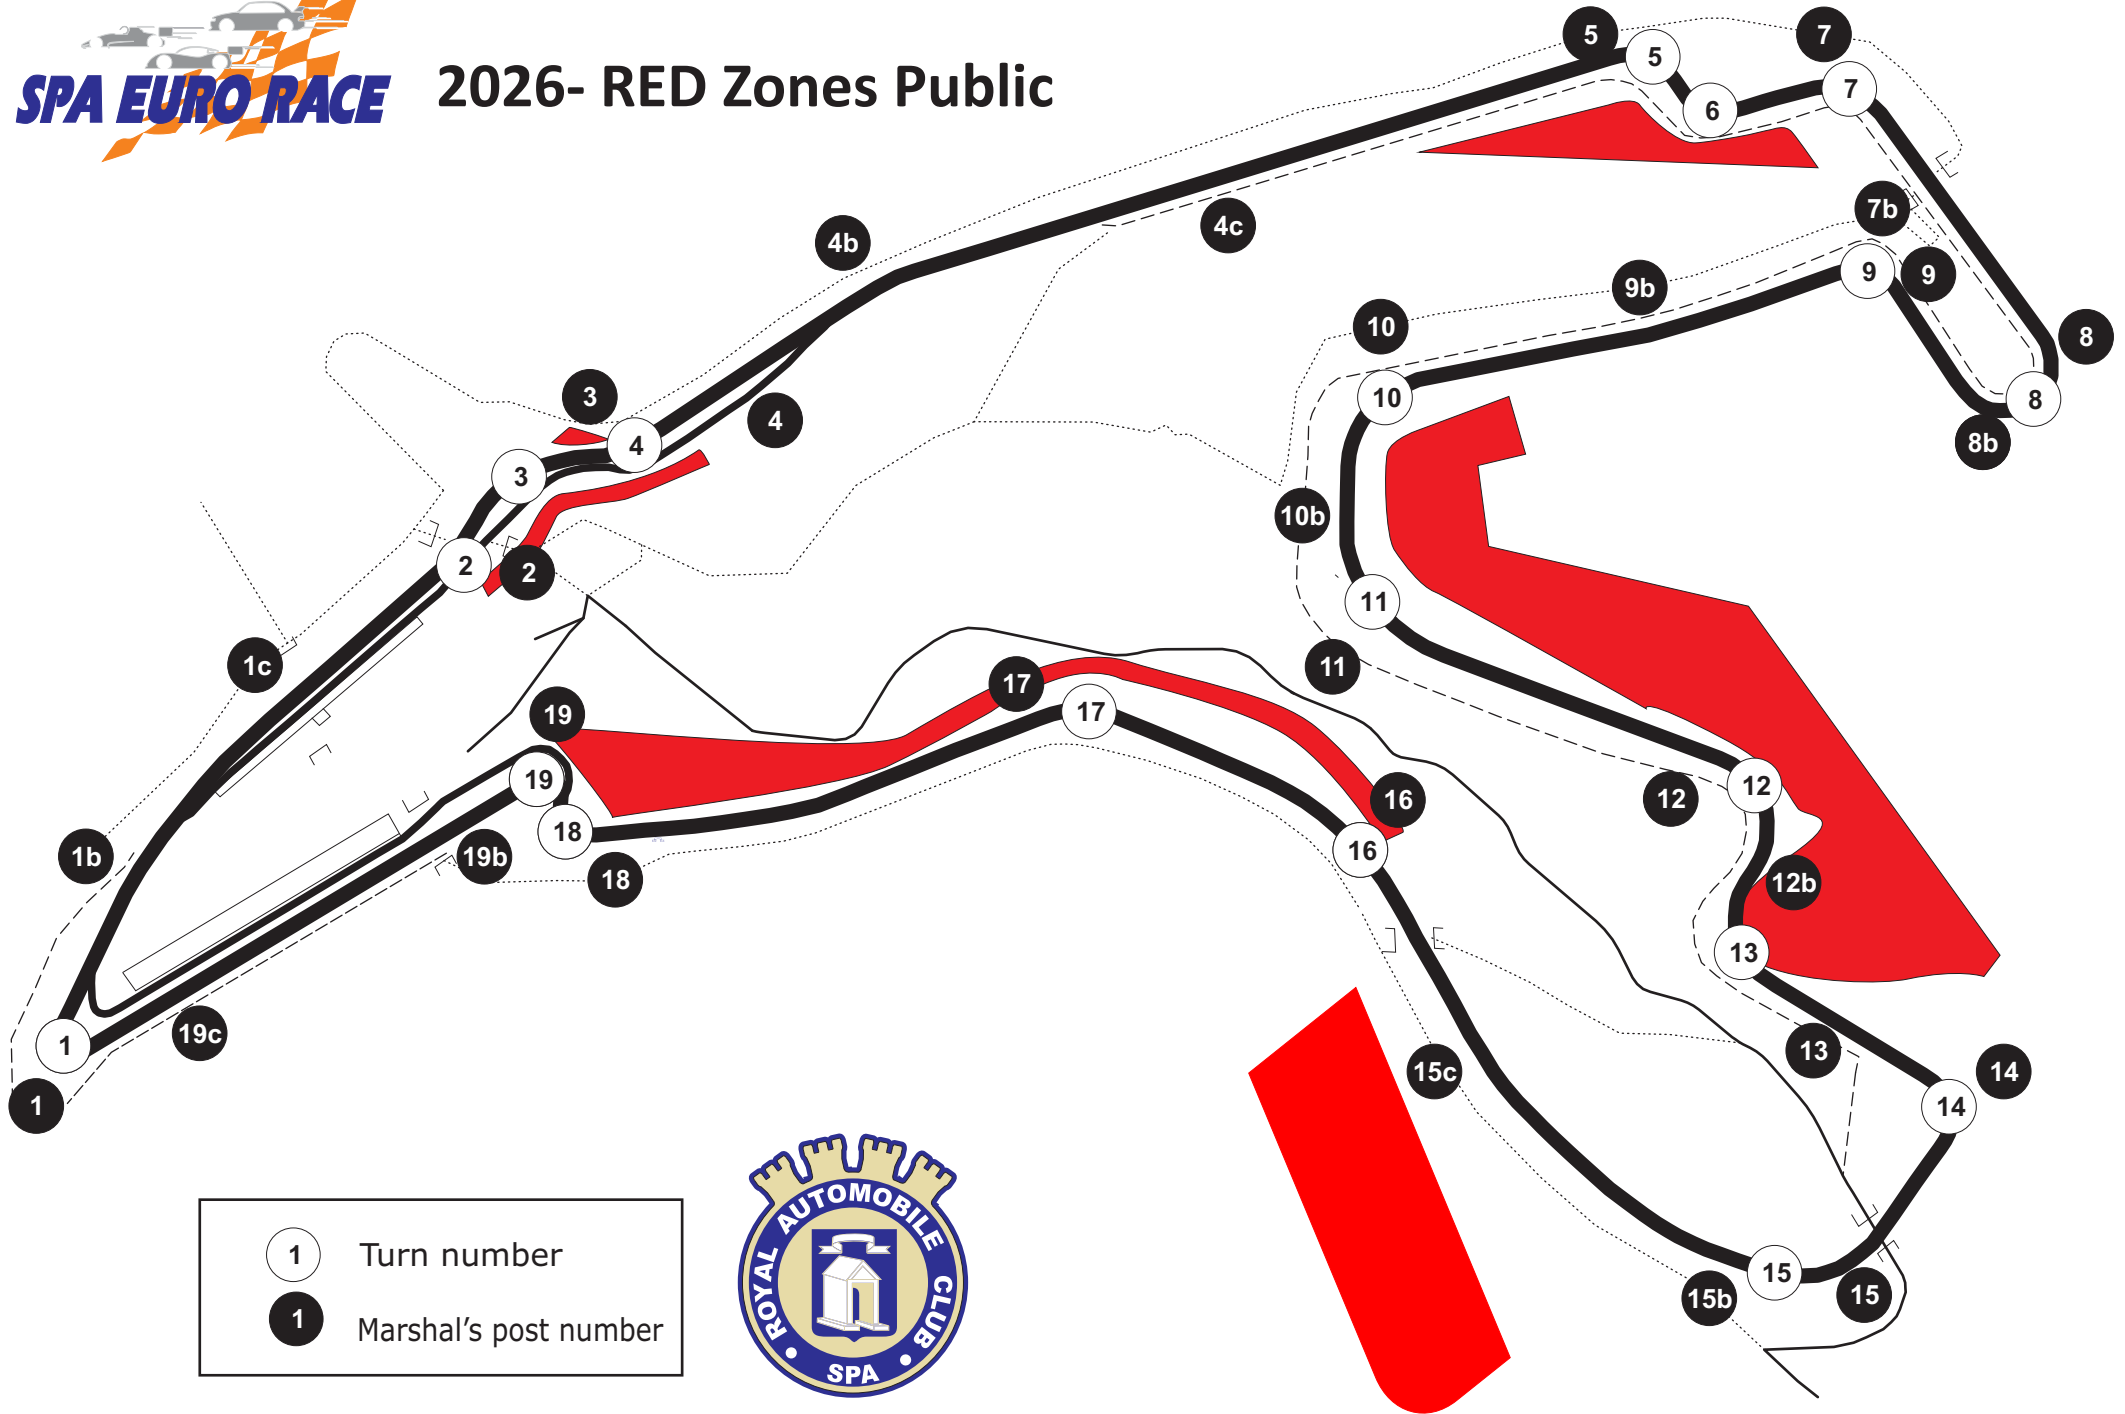 SPA EURO RACE
2026- RED Zones Public
5
7
5
7
6
4b
4c
7b
9
9
9b
10
8
3
10
8
4
4
8b
3
10b
2
2
11
1c
11
17
19
17
19
12
12
16
18
16
1b
19b
18
12b
13
19c
1
13
15c
14
1
14
15
15b
15
1 Turn number
1 Marshal's post number
ROYAL AUTOMOBILE CLUB
SPA